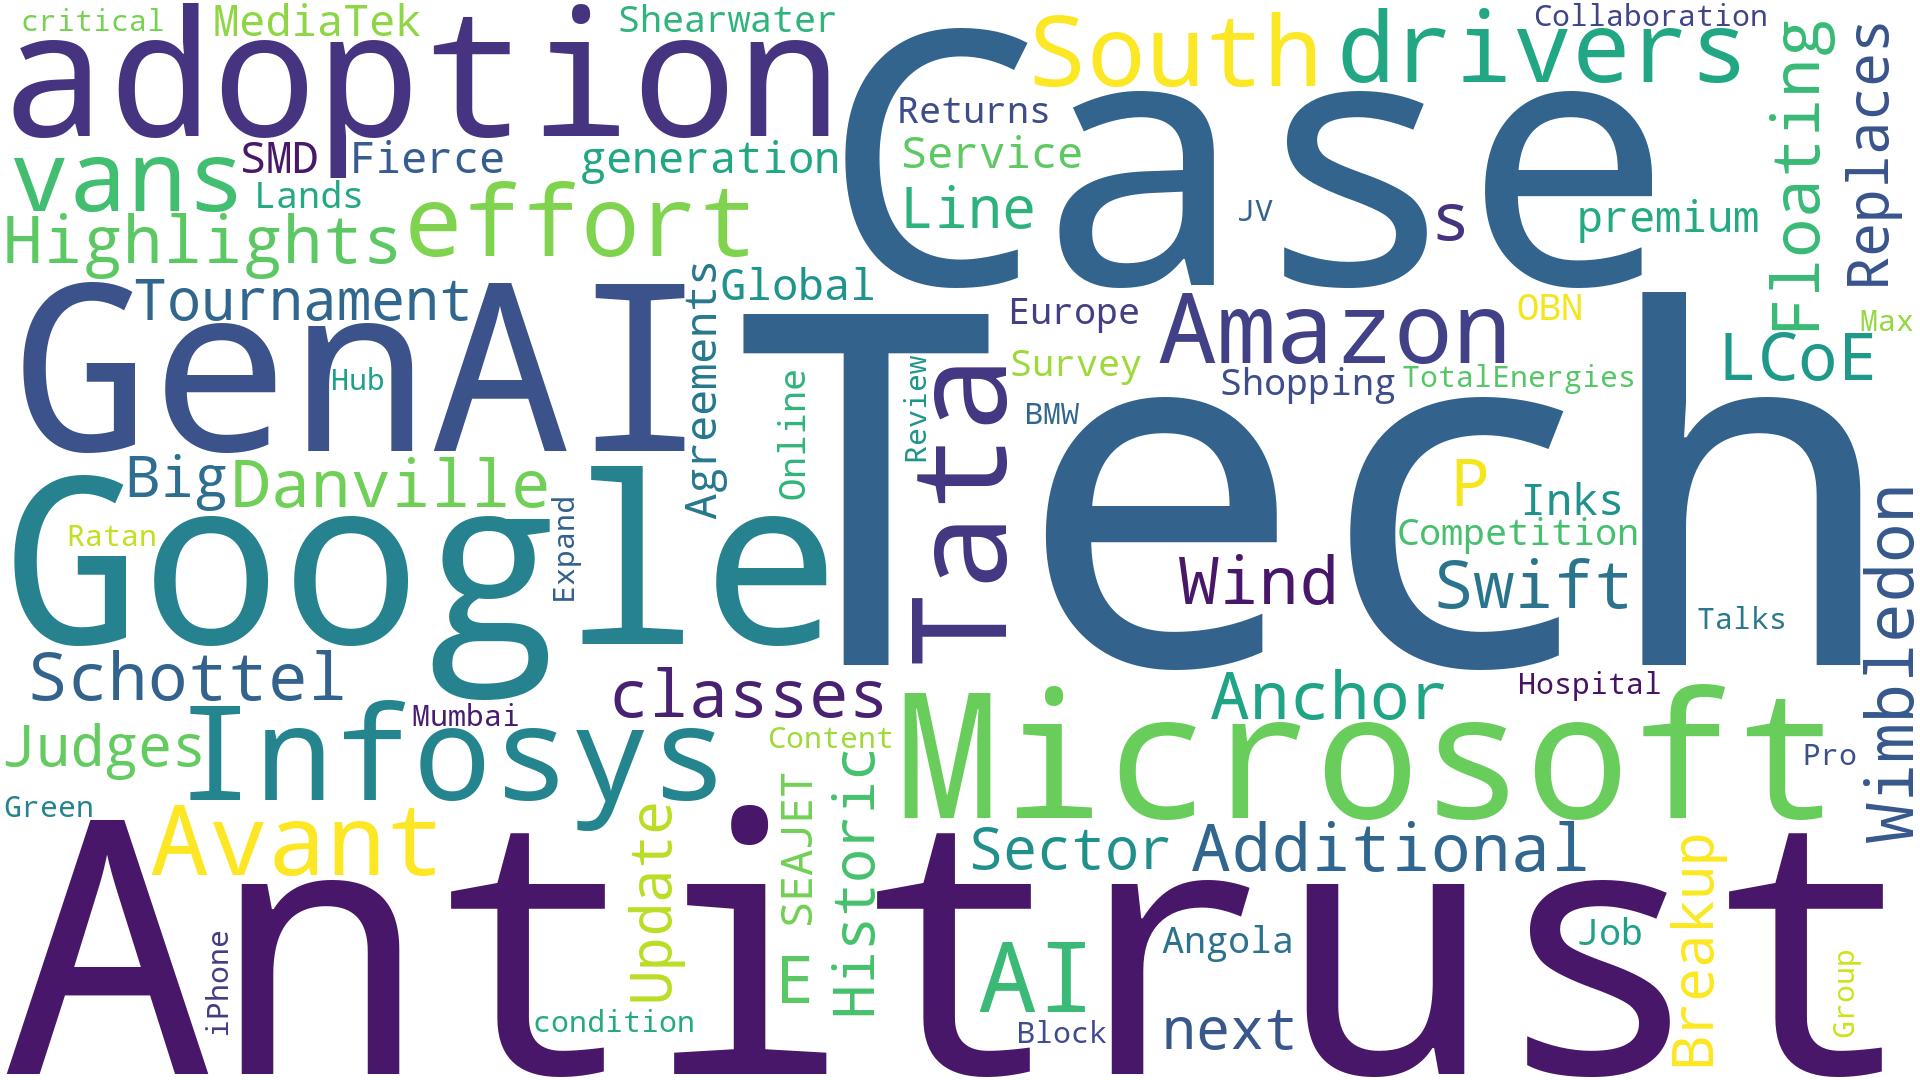 critical
MediaTek
Shearwater
adoption
South
drivers
Collaboration
Case
Returns
Service
Line
JV
s
premium
Floating
Replaces
vans
SMD
Fierce
generation
Lands
Highlights
effort
GenAI
Tournament
Hub
Agreements
Global
Europe
Amazon
OBN
Max
Survey
Shopping
TotalEnergies
LCoE
BMW
Online
Review
Tata
Tech
Big
Danville
Ratan
Google
Expand
P
Inks
Competition
Wind
Swift
Talks
Wimbledon
Schottel
classes
Anchor
Hospital
Judges
Infosys
Mumbai
Content
Microsoft
Pro
Green
Avant
Update
SEAJET
E
Historic
Sector
Additional
Breakup
Antitrust
iPhone
condition
AI
Block
Angola
next
Job
Group